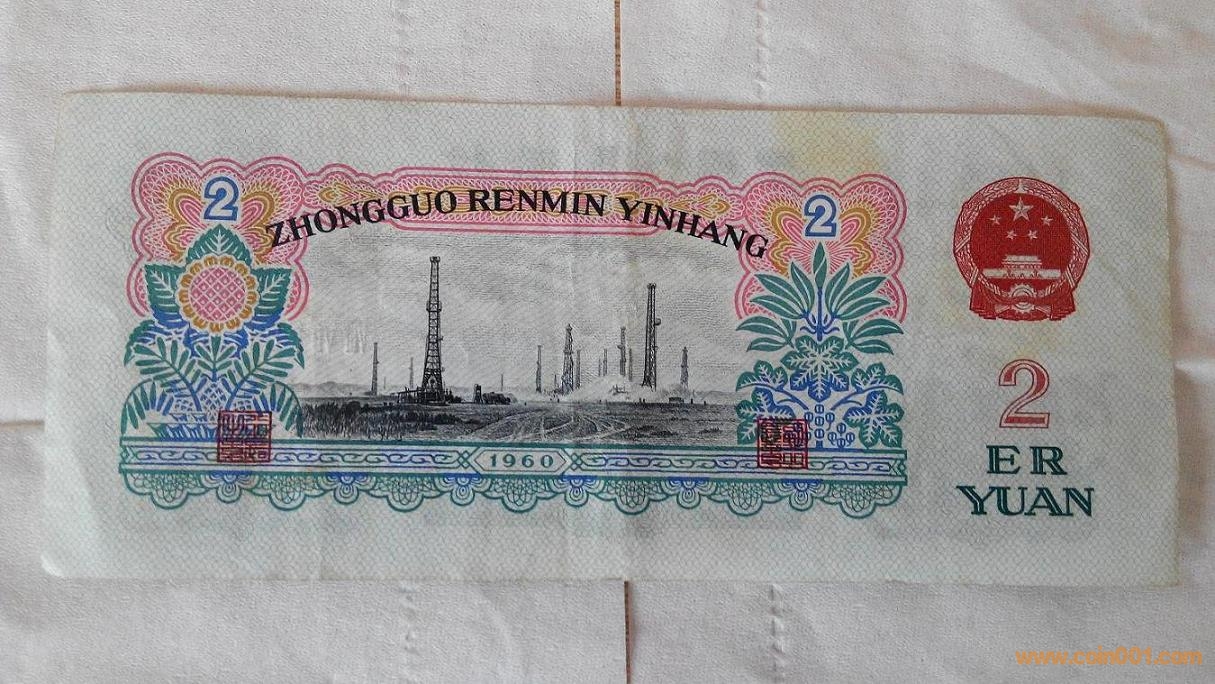 2
2
ZHONGGUO RENMIN YINHANG
1960
2
ER
YUAN
www.coin001.com